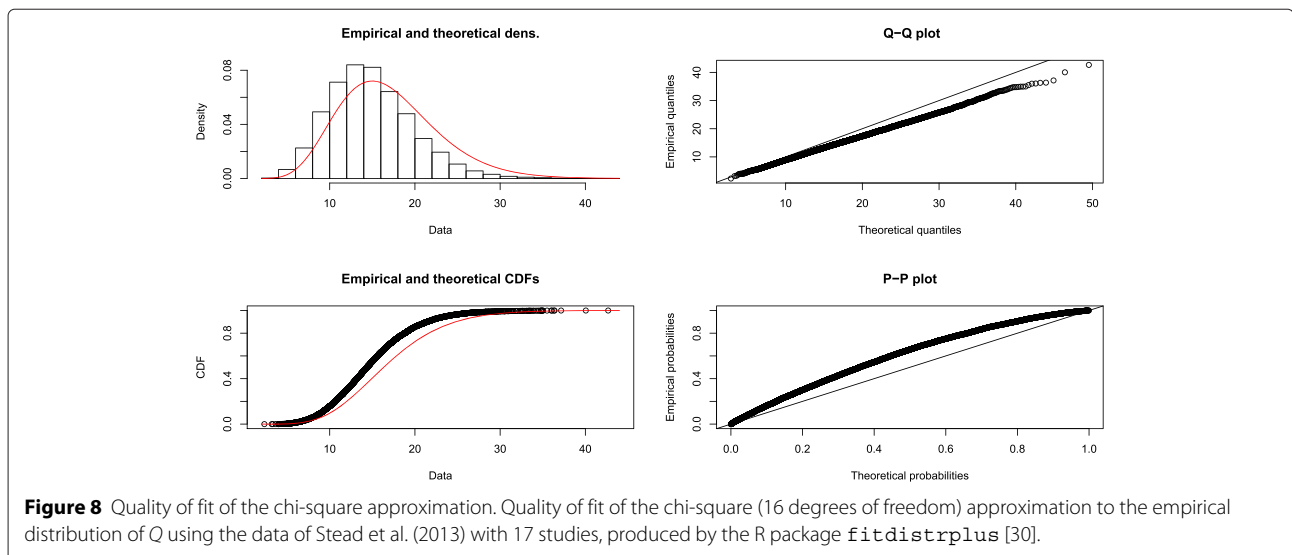 Empirical and theoretical dens.
Density
0.00 0.04 0.08
10 20 30 40
Data
Q−Q plot
Empirical quantiles
10 20 30 40
10 20 30 40 50
Theoretical quantiles
Empirical and theoretical CDFs
CDF
0.0 0.4 0.8
10 20 30 40
Data
P−P plot
Empirical probabilities
0.0 0.4 0.8
0.0 0.2 0.4 0.6 0.8 1.0
Theoretical probabilities
Figure 8 Quality of fit of the chi-square approximation. Quality of fit of the chi-square (16 degrees of freedom) approximation to the empirical
distribution of Q using the data of Stead et al. (2013) with 17 studies, produced by the R package fitdistrplus [30].